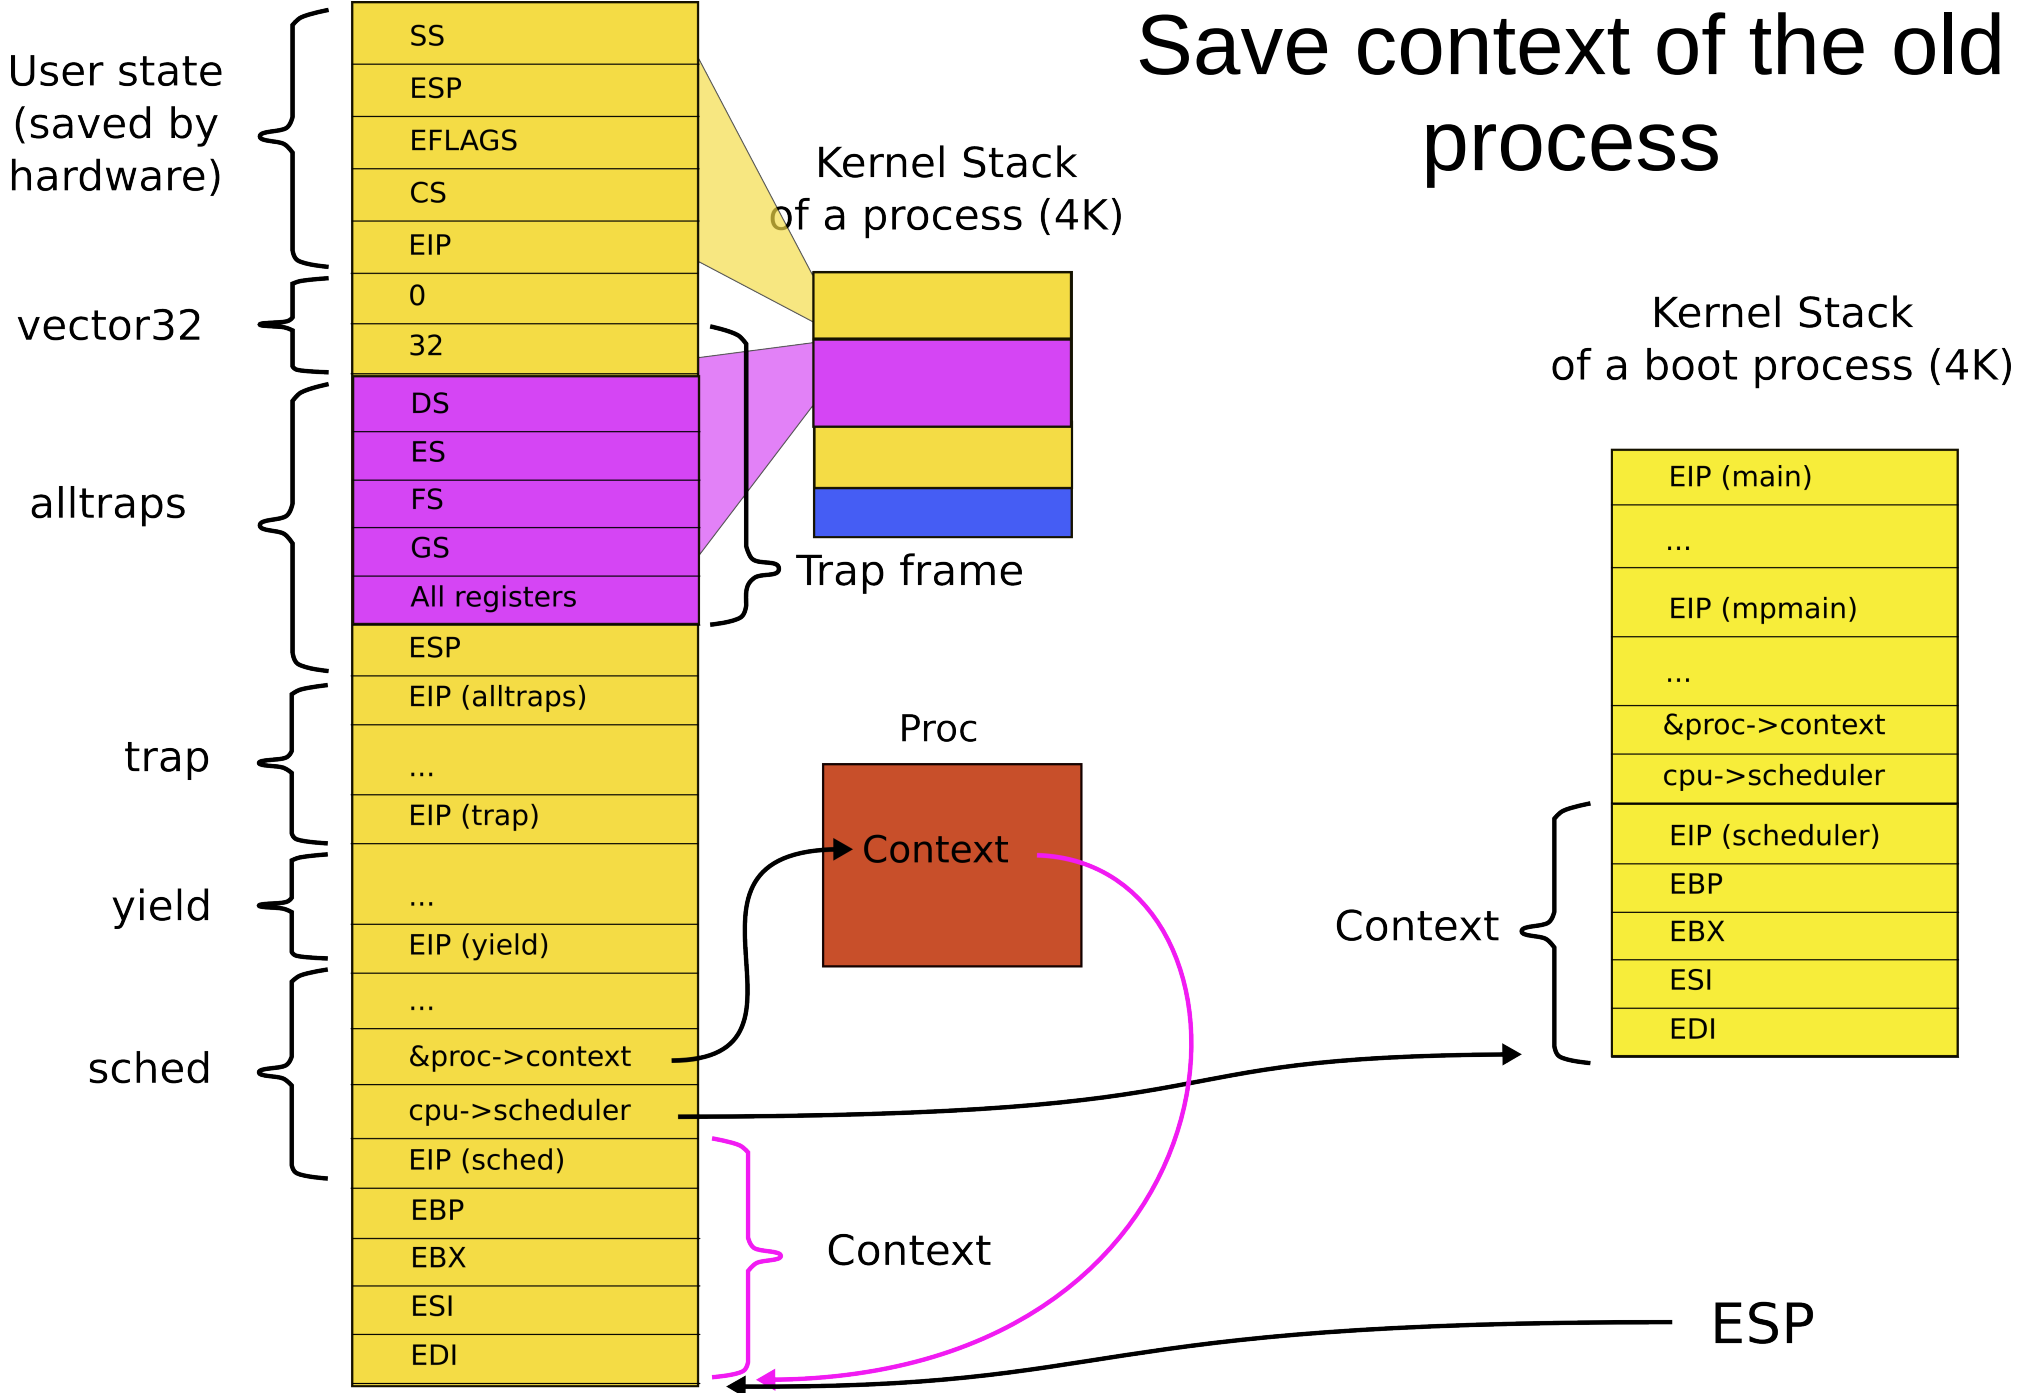 Save context of the old
process
User state
(saved by
hardware)
vector32
alltraps
trap
yield
sched
SS
ESP
EFLAGS
CS
EIP
0
32
DS
ES
FS
GS
All registers
ESP
EIP (alltraps)
...
EIP (trap)
...
EIP (yield)
...
&proc->context
cpu->scheduler
EIP (sched)
EBP
EBX
ESI
EDI
Kernel Stack
of a process (4K)
Trap frame
Proc
Context
Context
Kernel Stack
of a boot process (4K)
EIP (main)
...
EIP (mpmain)
...
&proc->context
cpu->scheduler
EIP (scheduler)
EBP
EBX
ESI
EDI
Context
ESP